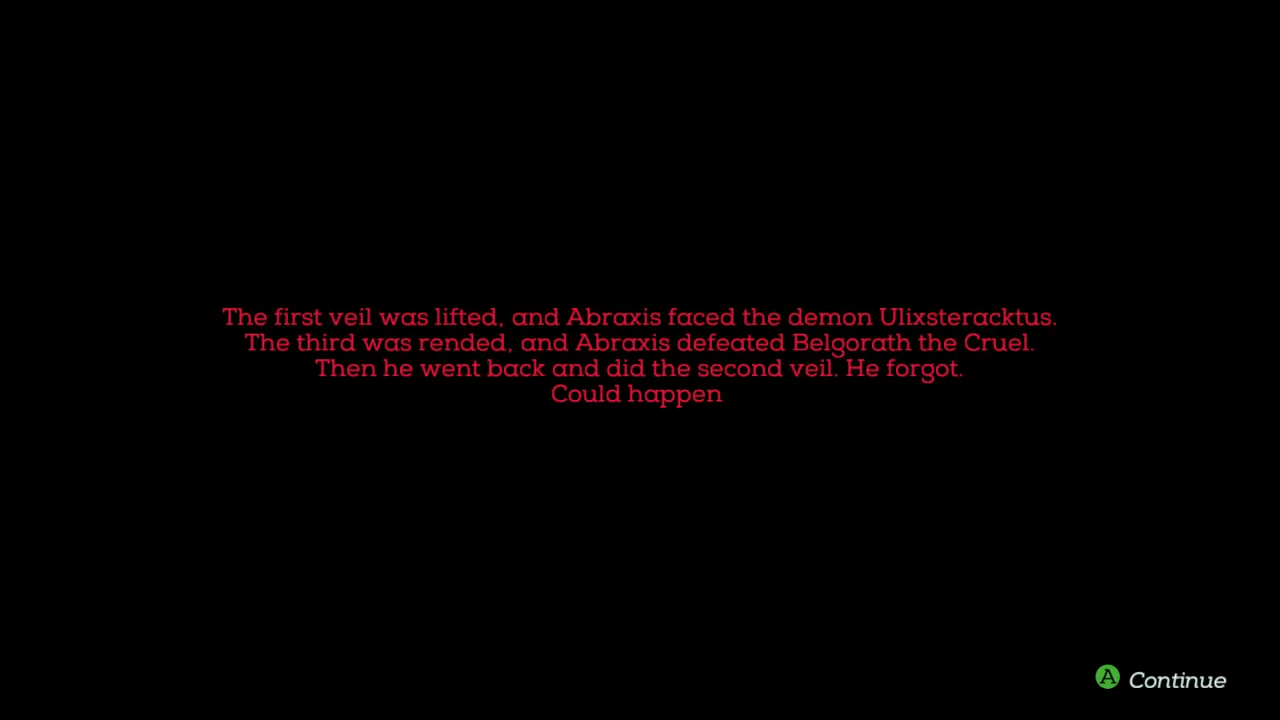 The first veil was lifted, and Abraxis faced the demon Ulixsteracktus.
The third was rended, and Abraxis defeated Belgorath the Cruel.
Then he went back and did the second veil. He forgot.
Could happen
A Continue